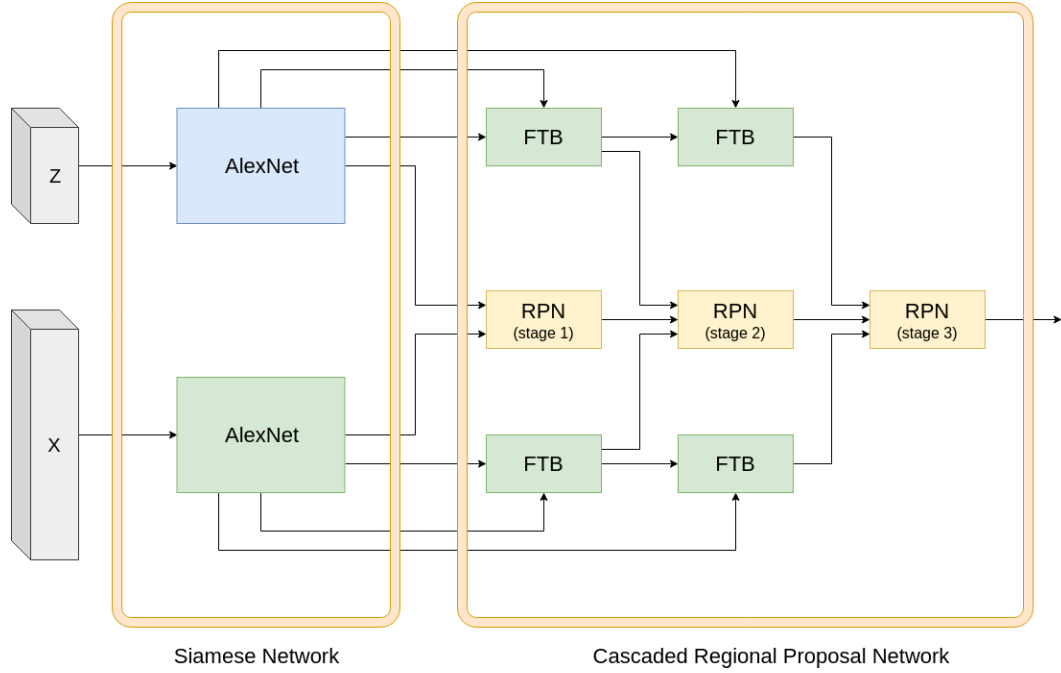 Z
AlexNet
FTB
FTB
RPN
(stage 1)
RPN
(stage 2)
RPN
(stage 3)
X
AlexNet
FTB
FTB
Siamese Network
Cascaded Regional Proposal Network